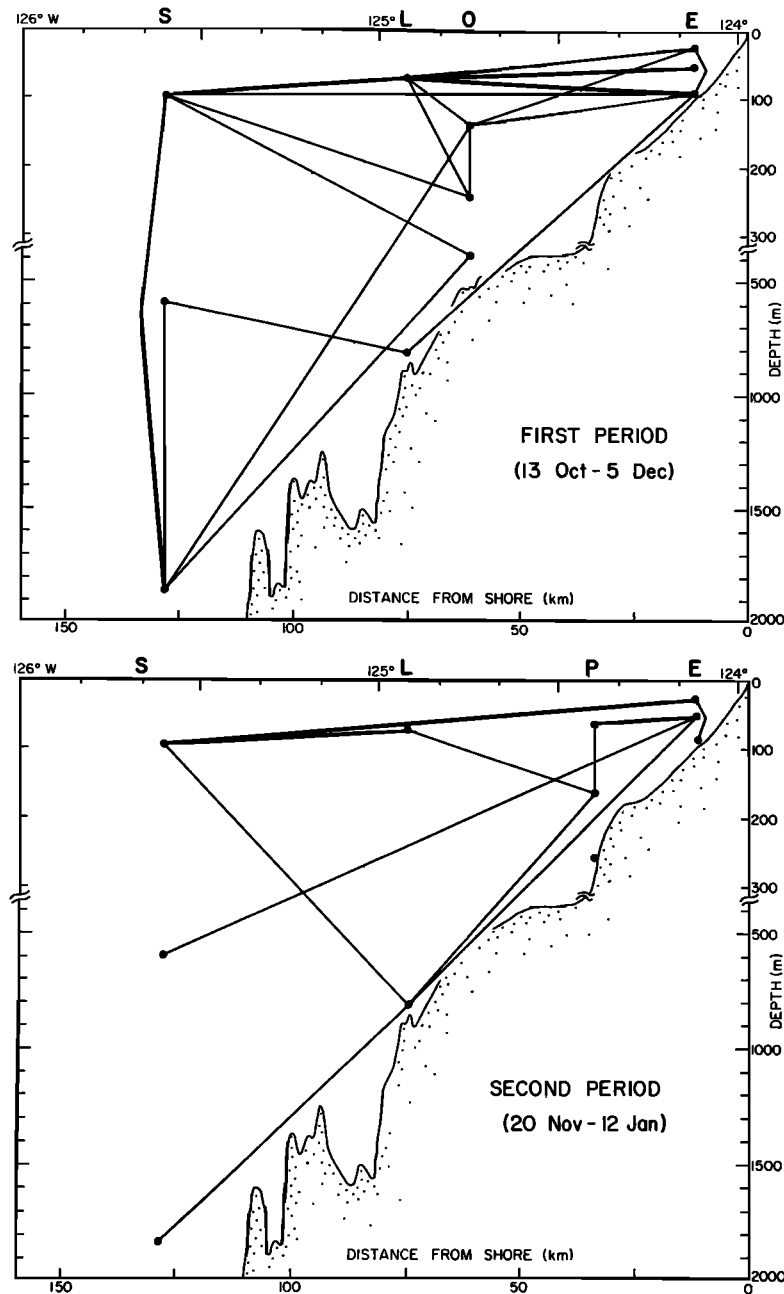 126° W S 125° L O E 124°
0
100
200
300
500
1000
1500
2000
DEPTH (m)
FIRST PERIOD
(13 Oct - 5 Dec)
DISTANCE FROM SHORE (km)
150 100 50 0
126° W S 125° L P E 124°
0
100
200
300
500
1000
1500
2000
DEPTH (m)
SECOND PERIOD
(20 Nov - 12 Jan)
DISTANCE FROM SHORE (km)
150 100 50 0